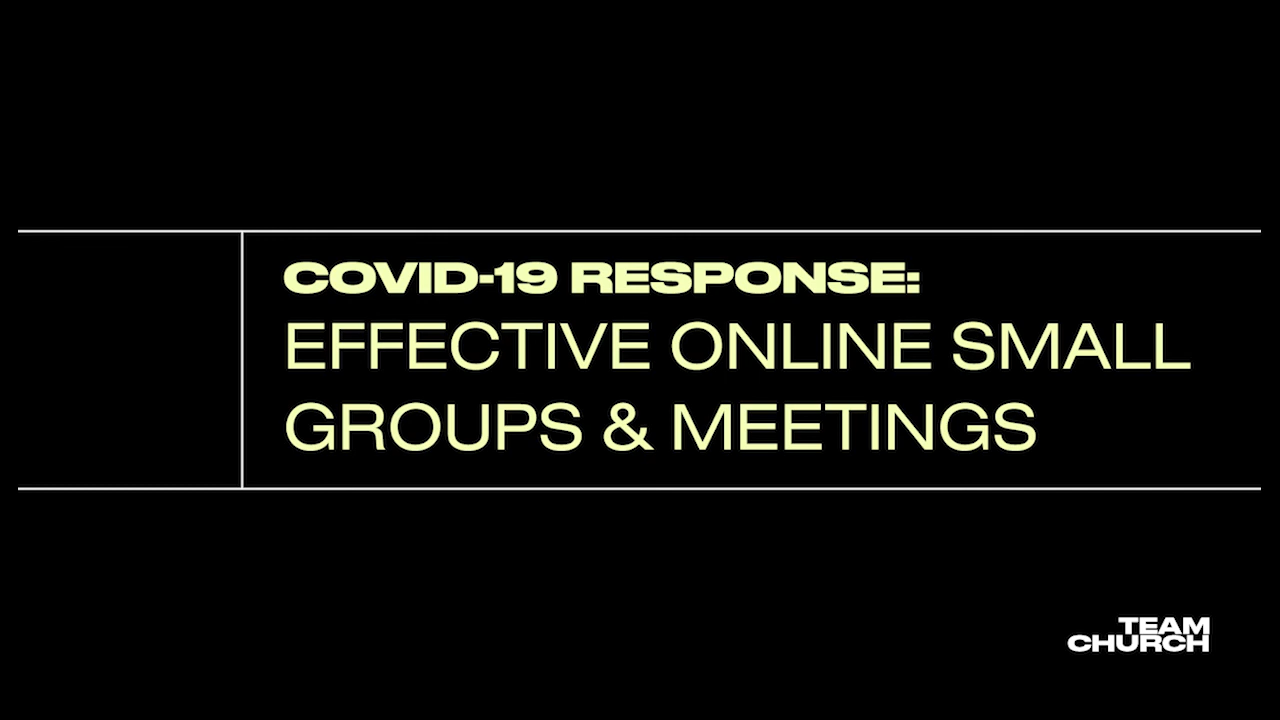 COVID-19 RESPONSE:
EFFECTIVE ONLINE SMALL
GROUPS & MEETINGS
TEAM
CHURCH